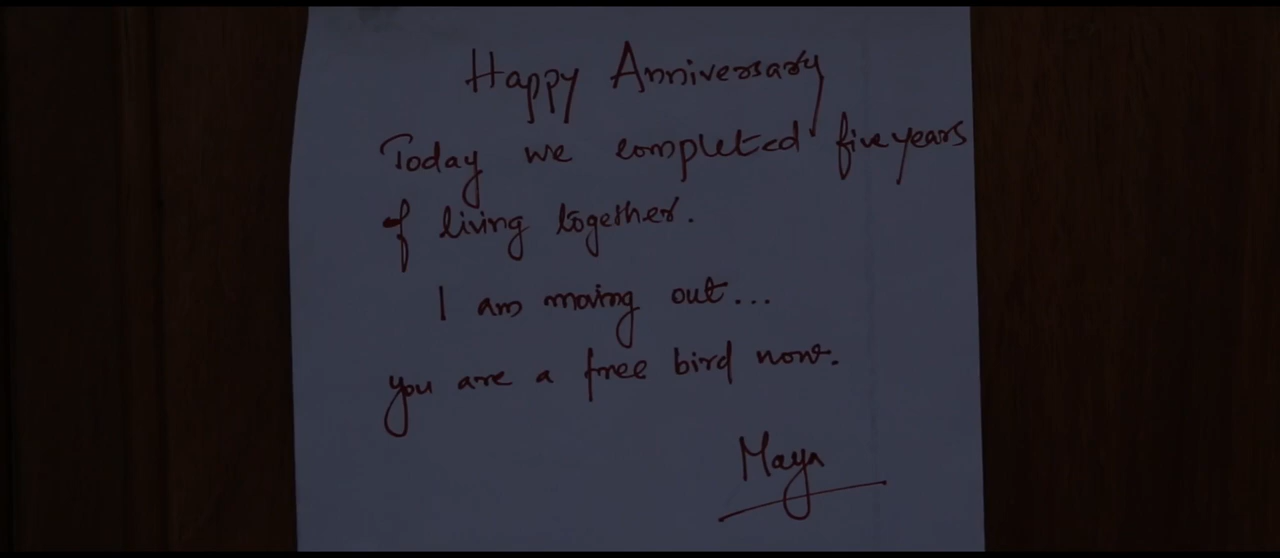 Happy Anniversary
Today we completed five years
of living together.
I am moving out...
you are a free bird now.
Maya